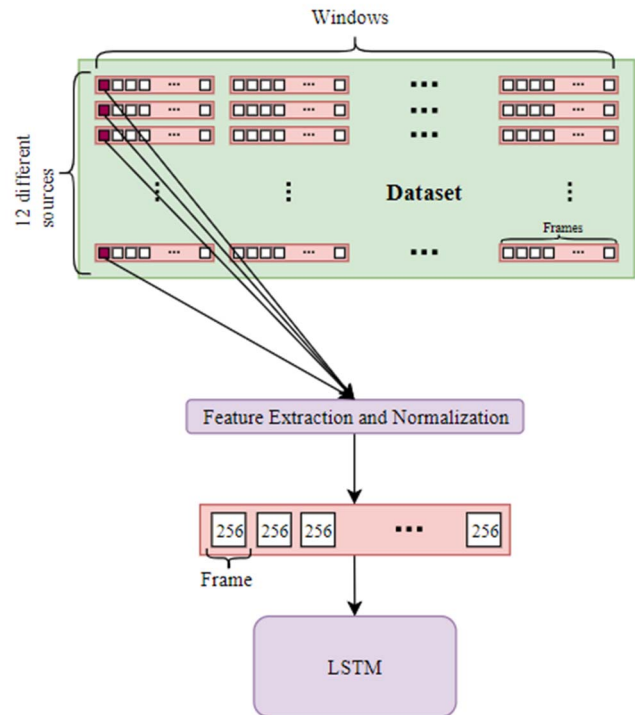 Windows
12 different
sources
Dataset
Frames
Feature Extraction and Normalization
256 256 256 ... 256
Frame
LSTM